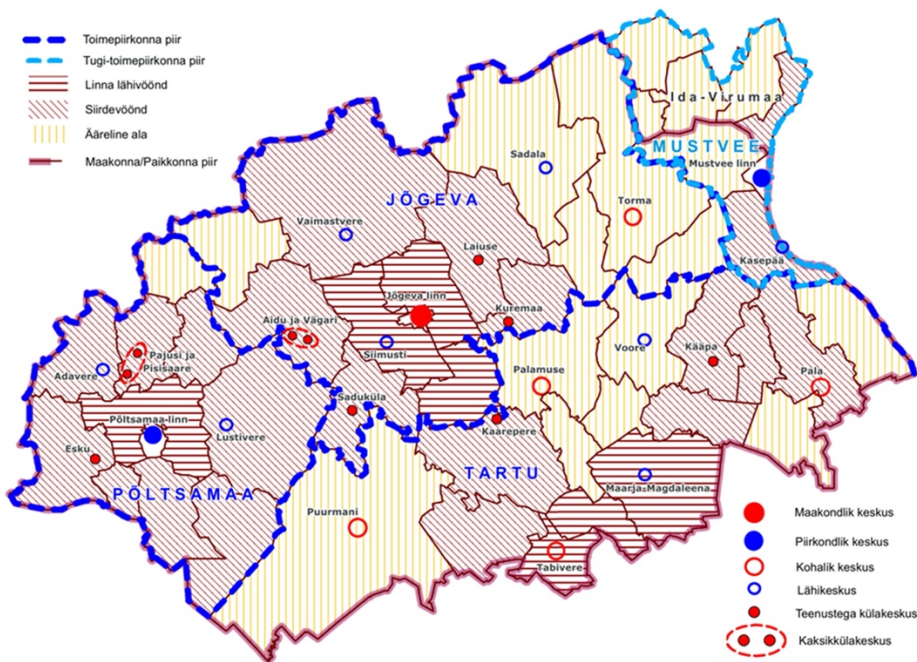 Toimepiirkonna piir
Tugi-toimepiirkonna piir
Linna lähivöönd
Siirdevöönd
Ääreline ala
Maakonna/Paikkonna piir
Ida-Virumaa
MUSTVEE
Mustvee linn
Sadala
JÕGEVA
Torma
Vaimastvere
Laiuse
Kasepää
Jõgeva linn
Kuremaa
Aidu ja Vägari
Siimusti
Voore
Kääpa
Pajusi ja
Pisisaare
Adavere
Pala
Palamuse
Saduküla
Põltsamaa linn
Lustivere
Kaarepere
Esku
TARTU
Maarja Magdaleena
PÕLTSAMAA
Puurmani
Tabivere
Maakondlik keskus
Piirkondlik keskus
Kohalik keskus
Lähikeskus
Teenustega külakeskus
Kaksikkülakeskus